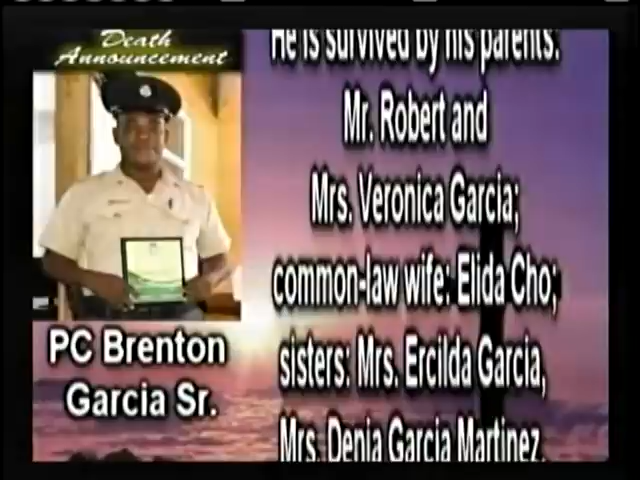 Death
Announcement
PC Brenton
Garcia Sr.
He is survived by his parents:
Mr. Robert and
Mrs. Veronica Garcia;
common-law wife: Elida Cho;
sisters: Mrs. Ercilda Garcia,
Mrs. Denia Garcia Martinez,